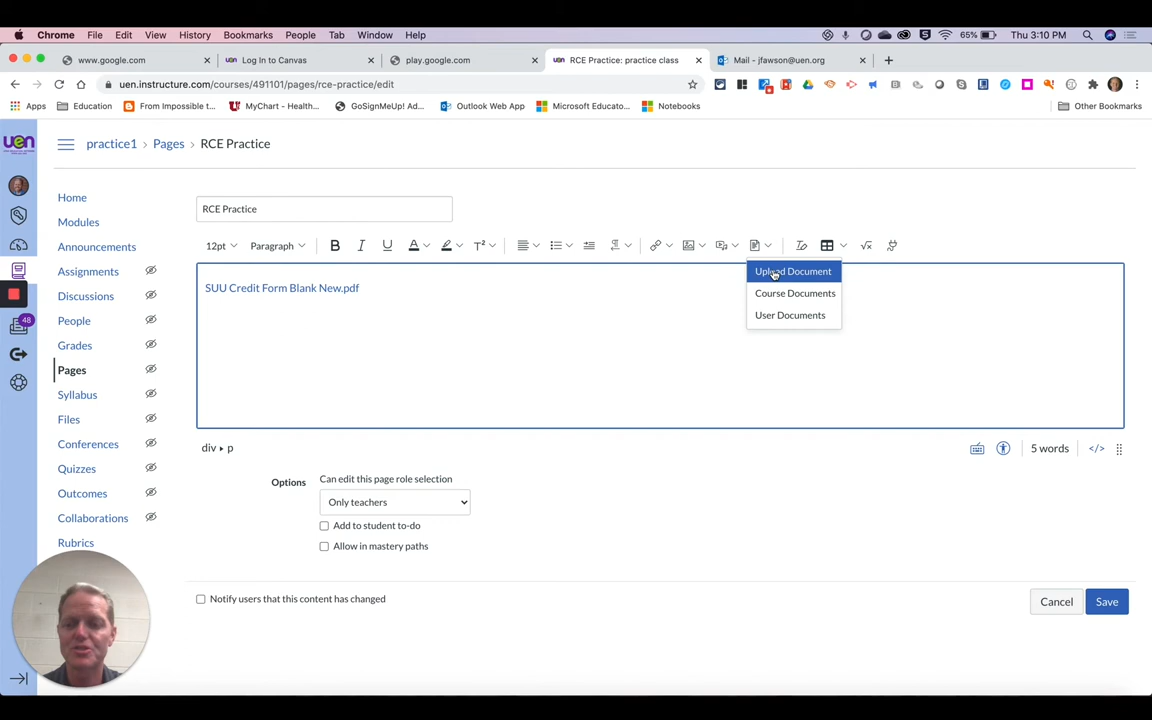 Chrome File Edit View History Bookmarks People Tab Window Help 65% Thu 3:10 PM
www.google.com Log In to Canvas play.google.com RCE Practice: practice class Mail - jfawson@uen.org
uen.instructure.com/courses/491101/pages/rce-practice/edit
Apps Education From Impossible t... MyChart - Health... GoSignMeUp! Ad... Outlook Web App Microsoft Educato... Notebooks Other Bookmarks
uen practice1 › Pages › RCE Practice
Home
Modules
Announcements
Assignments
Discussions
48 People
Grades
Pages
Syllabus
Files
Conferences
Quizzes
Outcomes
Collaborations
Rubrics
RCE Practice
12pt Paragraph B I U A T²
Upload Document
Course Documents
User Documents
SUU Credit Form Blank New.pdf
div ▸ p 5 words </>
Options Can edit this page role selection
Only teachers
Add to student to-do
Allow in mastery paths
Notify users that this content has changed Cancel Save